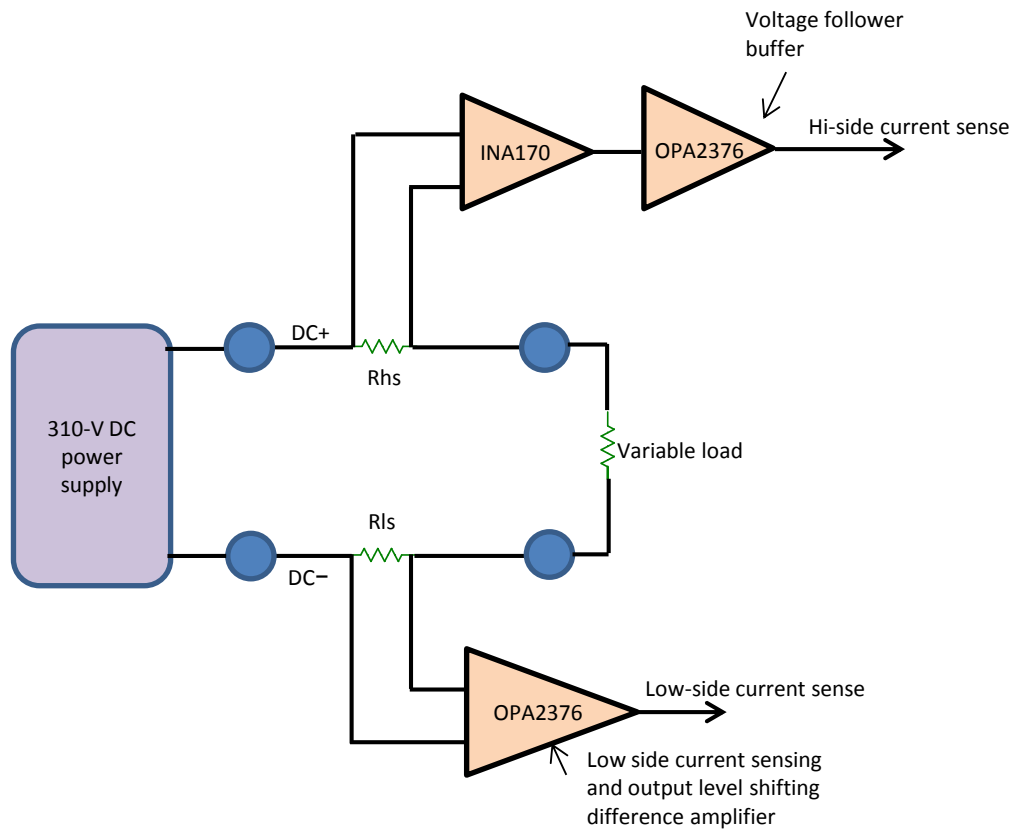 Voltage follower
buffer
Hi-side current sense
INA170
OPA2376
DC+
Rhs
310-V DC
power
supply
Variable load
Rls
DC−
Low-side current sense
OPA2376
Low side current sensing
and output level shifting
difference amplifier